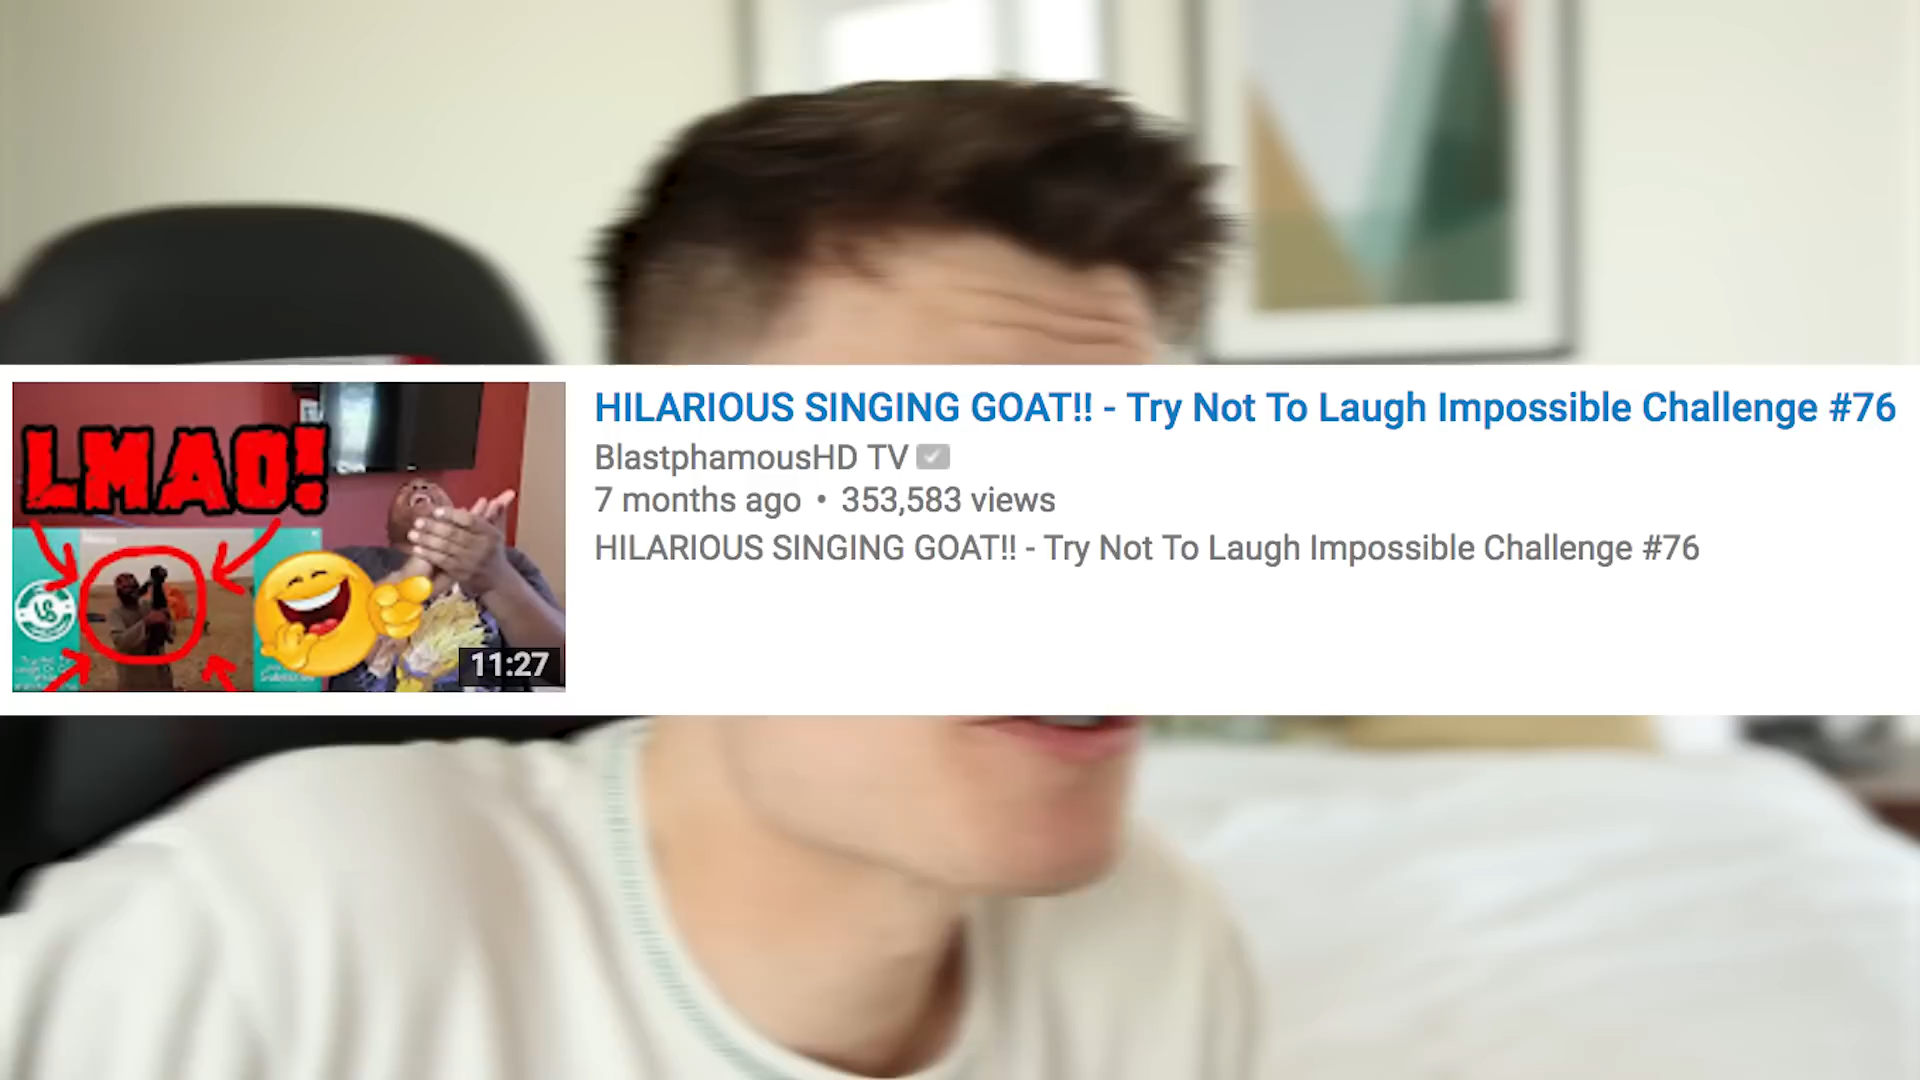 HILARIOUS SINGING GOAT!! - Try Not To Laugh Impossible Challenge #76
BlastphamousHD TV
7 months ago • 353,583 views
HILARIOUS SINGING GOAT!! - Try Not To Laugh Impossible Challenge #76
LMAO!
11:27